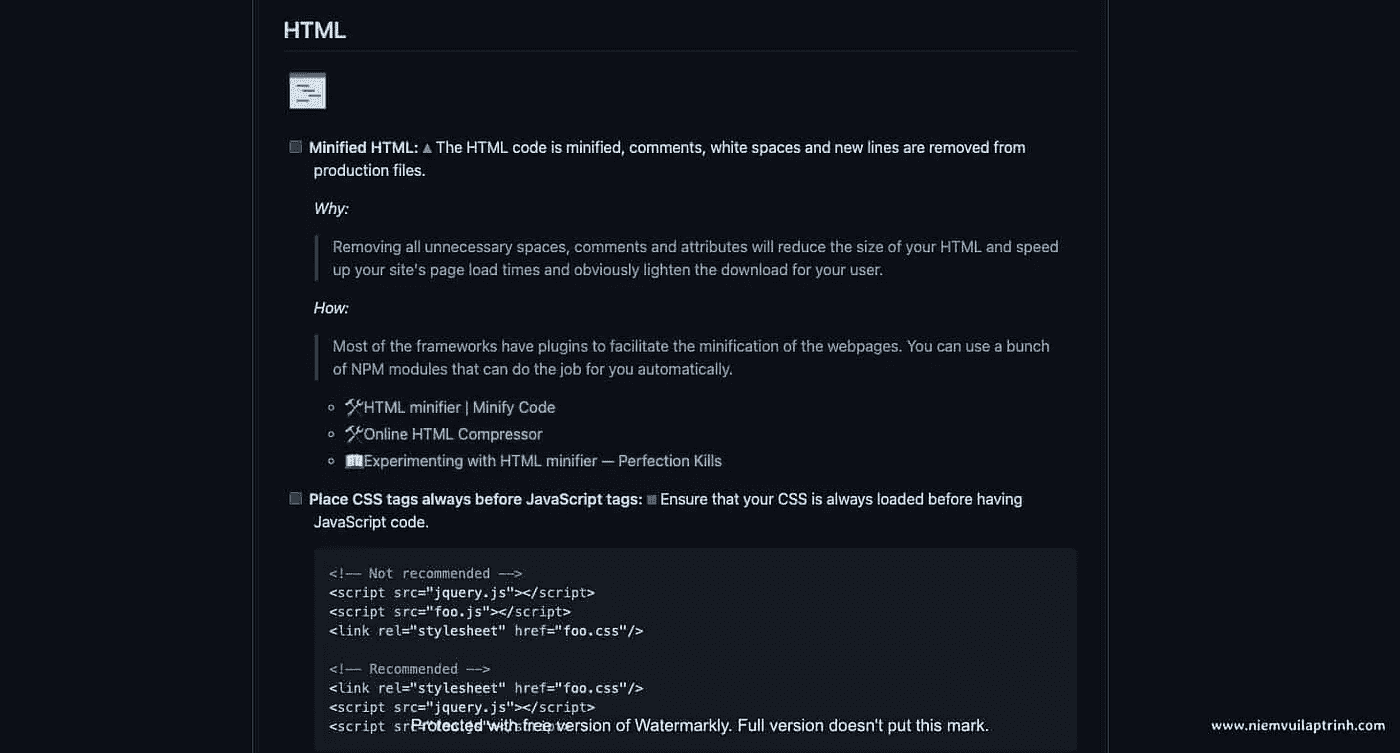 HTML
Minified HTML: The HTML code is minified, comments, white spaces and new lines are removed from
production files.
Why:
Removing all unnecessary spaces, comments and attributes will reduce the size of your HTML and speed
up your site's page load times and obviously lighten the download for your user.
How:
Most of the frameworks have plugins to facilitate the minification of the webpages. You can use a bunch
of NPM modules that can do the job for you automatically.
HTML minifier | Minify Code
Online HTML Compressor
Experimenting with HTML minifier — Perfection Kills
Place CSS tags always before JavaScript tags: Ensure that your CSS is always loaded before having
JavaScript code.
<!-- Not recommended -->
<script src="jquery.js"></script>
<script src="foo.js"></script>
<link rel="stylesheet" href="foo.css"/>
<!-- Recommended -->
<link rel="stylesheet" href="foo.css"/>
<script src="jquery.js"></script>
<script
Protected with free version of Watermarkly. Full version doesn't put this mark.
www.niemvuilaptrinh.com